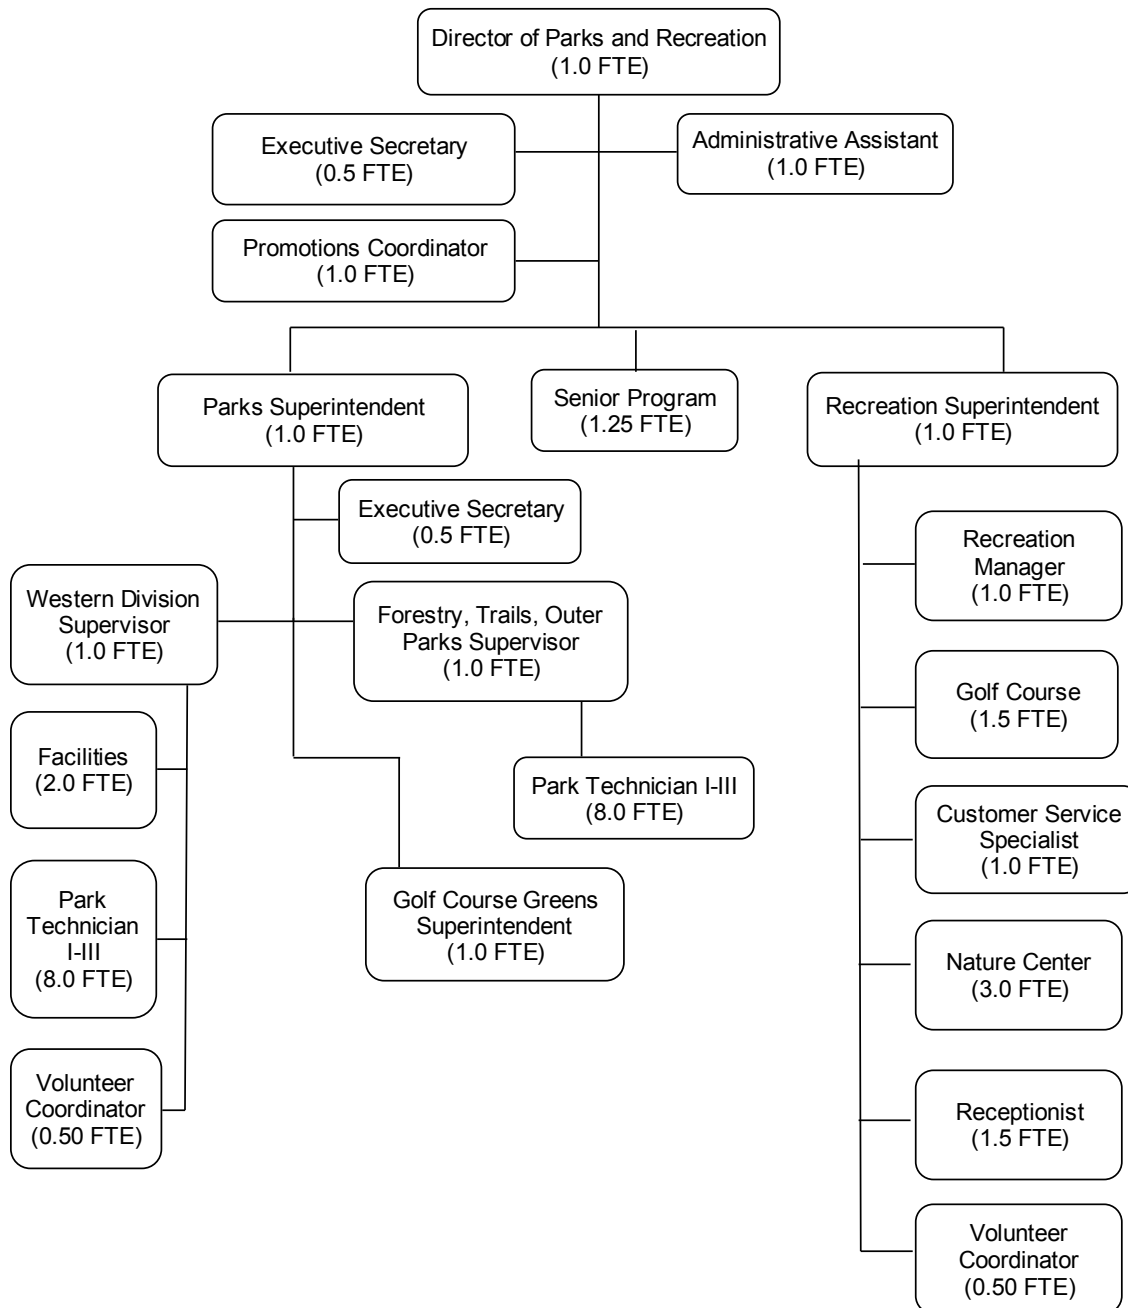 Director of Parks and Recreation
(1.0 FTE)
Executive Secretary
(0.5 FTE)
Administrative Assistant
(1.0 FTE)
Promotions Coordinator
(1.0 FTE)
Parks Superintendent
(1.0 FTE)
Senior Program
(1.25 FTE)
Recreation Superintendent
(1.0 FTE)
Executive Secretary
(0.5 FTE)
Western Division
Supervisor
(1.0 FTE)
Forestry, Trails, Outer
Parks Supervisor
(1.0 FTE)
Facilities
(2.0 FTE)
Park Technician I-III
(8.0 FTE)
Park
Technician
I-III
(8.0 FTE)
Golf Course Greens
Superintendent
(1.0 FTE)
Volunteer
Coordinator
(0.50 FTE)
Recreation
Manager
(1.0 FTE)
Golf Course
(1.5 FTE)
Customer Service
Specialist
(1.0 FTE)
Nature Center
(3.0 FTE)
Receptionist
(1.5 FTE)
Volunteer
Coordinator
(0.50 FTE)